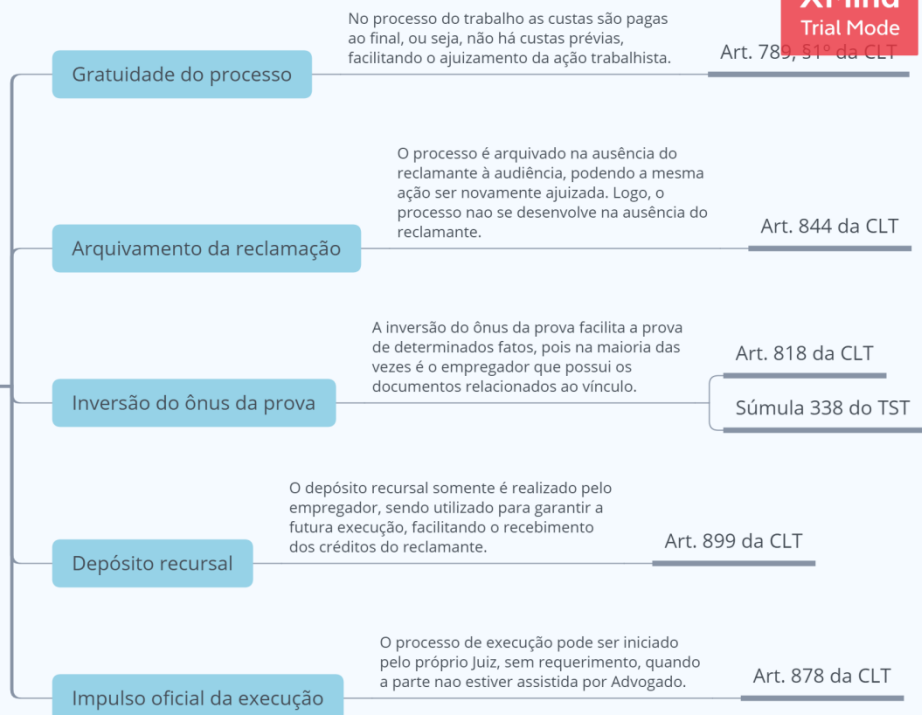 XMind
Trial Mode
Gratuidade do processo
No processo do trabalho as custas são pagas
ao final, ou seja, não há custas prévias,
facilitando o ajuizamento da ação trabalhista.
Art. 789, §1º da CLT
Arquivamento da reclamação
O processo é arquivado na ausência do
reclamante à audiência, podendo a mesma
ação ser novamente ajuizada. Logo, o
processo nao se desenvolve na ausência do
reclamante.
Art. 844 da CLT
Inversão do ônus da prova
A inversão do ônus da prova facilita a prova
de determinados fatos, pois na maioria das
vezes é o empregador que possui os
documentos relacionados ao vínculo.
Art. 818 da CLT
Súmula 338 do TST
Depósito recursal
O depósito recursal somente é realizado pelo
empregador, sendo utilizado para garantir a
futura execução, facilitando o recebimento
dos créditos do reclamante.
Art. 899 da CLT
Impulso oficial da execução
O processo de execução pode ser iniciado
pelo próprio Juiz, sem requerimento, quando
a parte nao estiver assistida por Advogado.
Art. 878 da CLT